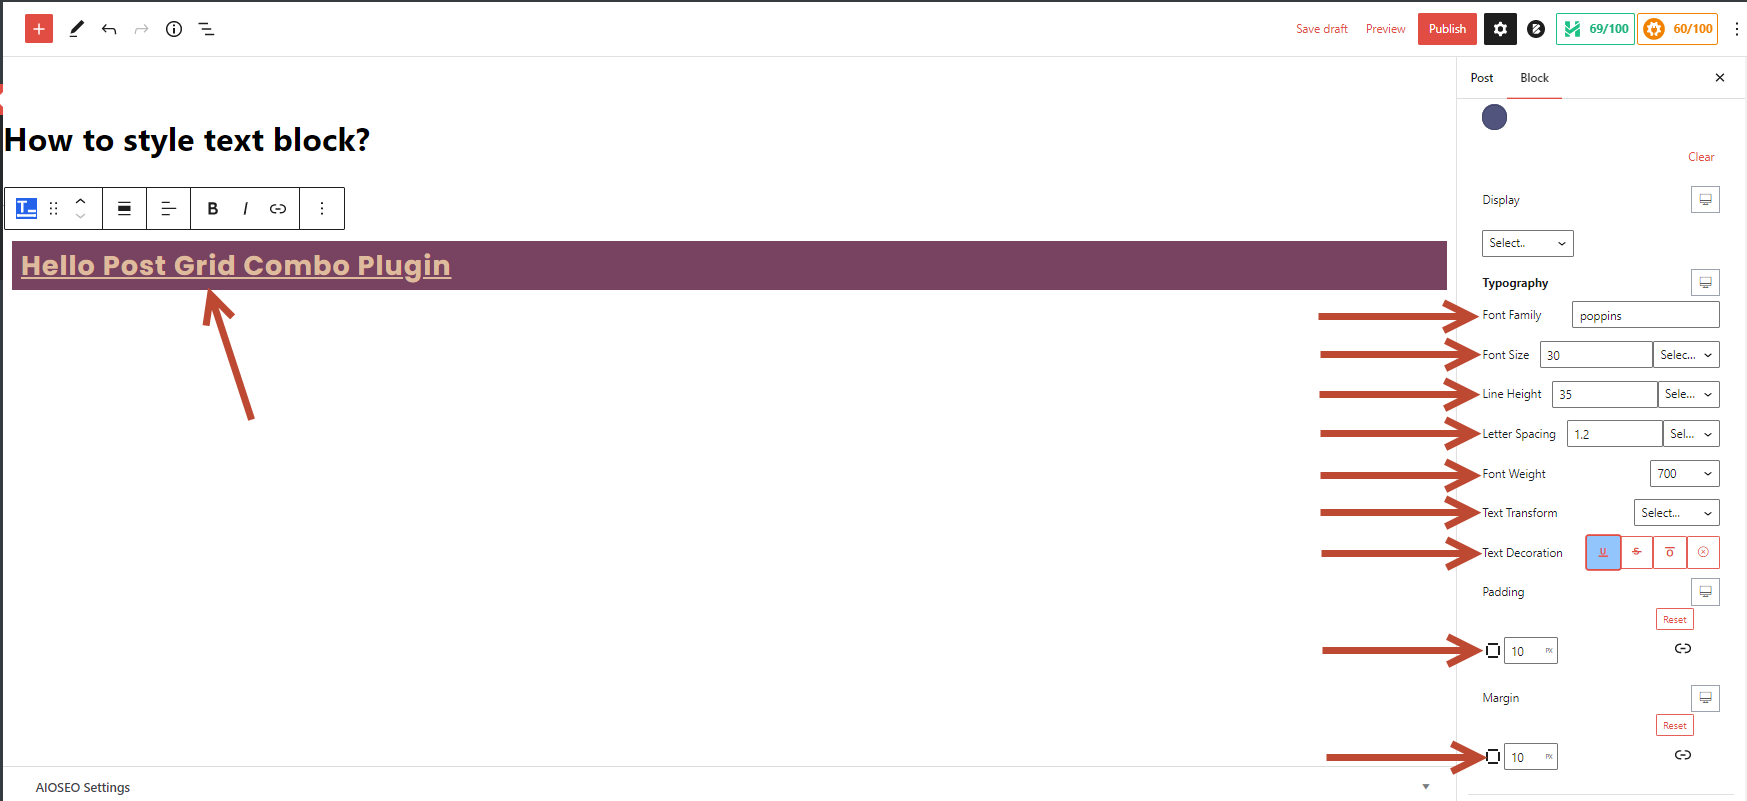 Save draft
Preview
Publish
69/100
60/100
Post
Block
How to style text block?
Clear
B
I
Display
Select..
Hello Post Grid Combo Plugin
Typography
Font Family
poppins
Font Size
30
Selec...
Line Height
35
Sele...
Letter Spacing
1.2
Sel...
Font Weight
700
Text Transform
Select...
Text Decoration
U
S
O
Padding
Reset
10
PX
Margin
Reset
10
PX
AIOSEO Settings